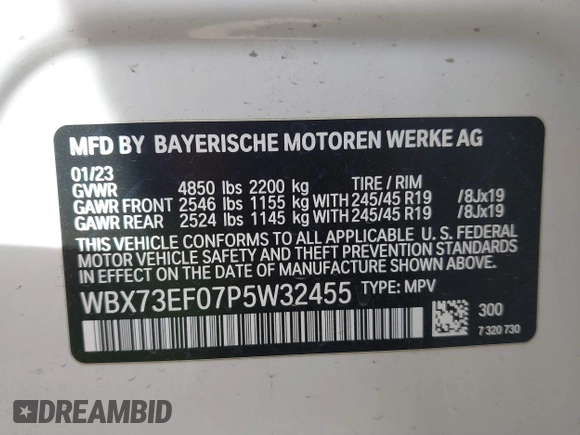 MFD BY BAYERISCHE MOTOREN WERKE AG
01/23
GVWR 4850 lbs 2200 kg TIRE / RIM
GAWR FRONT 2546 lbs 1155 kg WITH 245/45 R19 /8Jx19
GAWR REAR 2524 lbs 1145 kg WITH 245/45 R19 /8Jx19
THIS VEHICLE CONFORMS TO ALL APPLICABLE U. S. FEDERAL
MOTOR VEHICLE SAFETY AND THEFT PREVENTION STANDARDS
IN EFFECT ON THE DATE OF MANUFACTURE SHOWN ABOVE.
WBX73EF07P5W32455 TYPE: MPV
300
7 320 730
DREAMBID